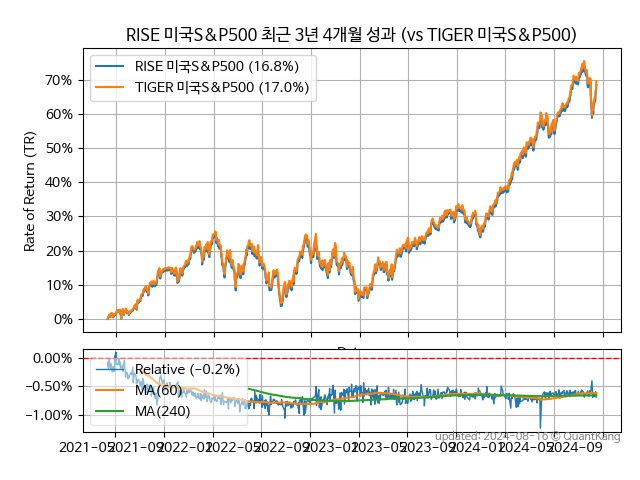 RISE 미국S&P500 최근 3년 4개월 성과 (vs TIGER 미국S&P500)
RISE 미국S&P500 (16.8%)
TIGER 미국S&P500 (17.0%)
Rate of Return (TR)
70%
60%
50%
40%
30%
20%
10%
0%
0.00%
−0.50%
−1.00%
Relative (−0.2%)
MA(60)
MA(240)
2021-05 2021-09 2022-01 2022-05 2022-09 2023-01 2023-05 2023-09 2024-01 2024-05 2024-09
updated: 2024-08-16 © QuantKang